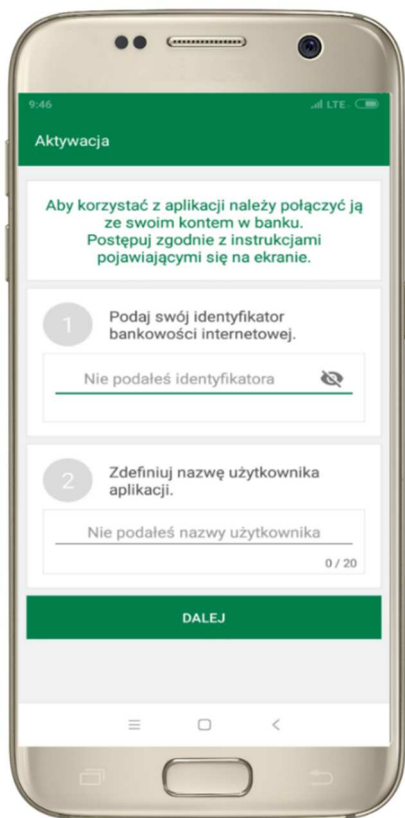 9:46
LTE
Aktywacja
Aby korzystać z aplikacji należy połączyć ją
ze swoim kontem w banku.
Postępuj zgodnie z instrukcjami
pojawiającymi się na ekranie.
1
Podaj swój identyfikator
bankowości internetowej.
Nie podałeś identyfikatora
2
Zdefiniuj nazwę użytkownika
aplikacji.
Nie podałeś nazwy użytkownika
0 / 20
DALEJ